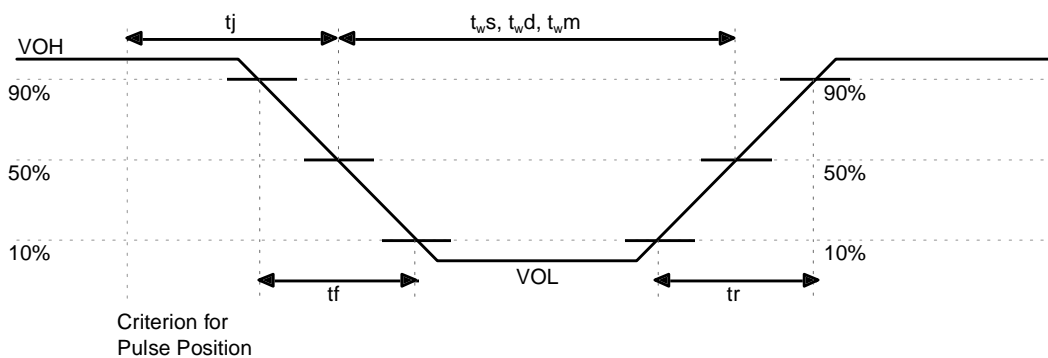 tj
tws, twd, twm
VOH
90%
90%
50%
50%
10%
10%
VOL
tf
tr
Criterion for
Pulse Position